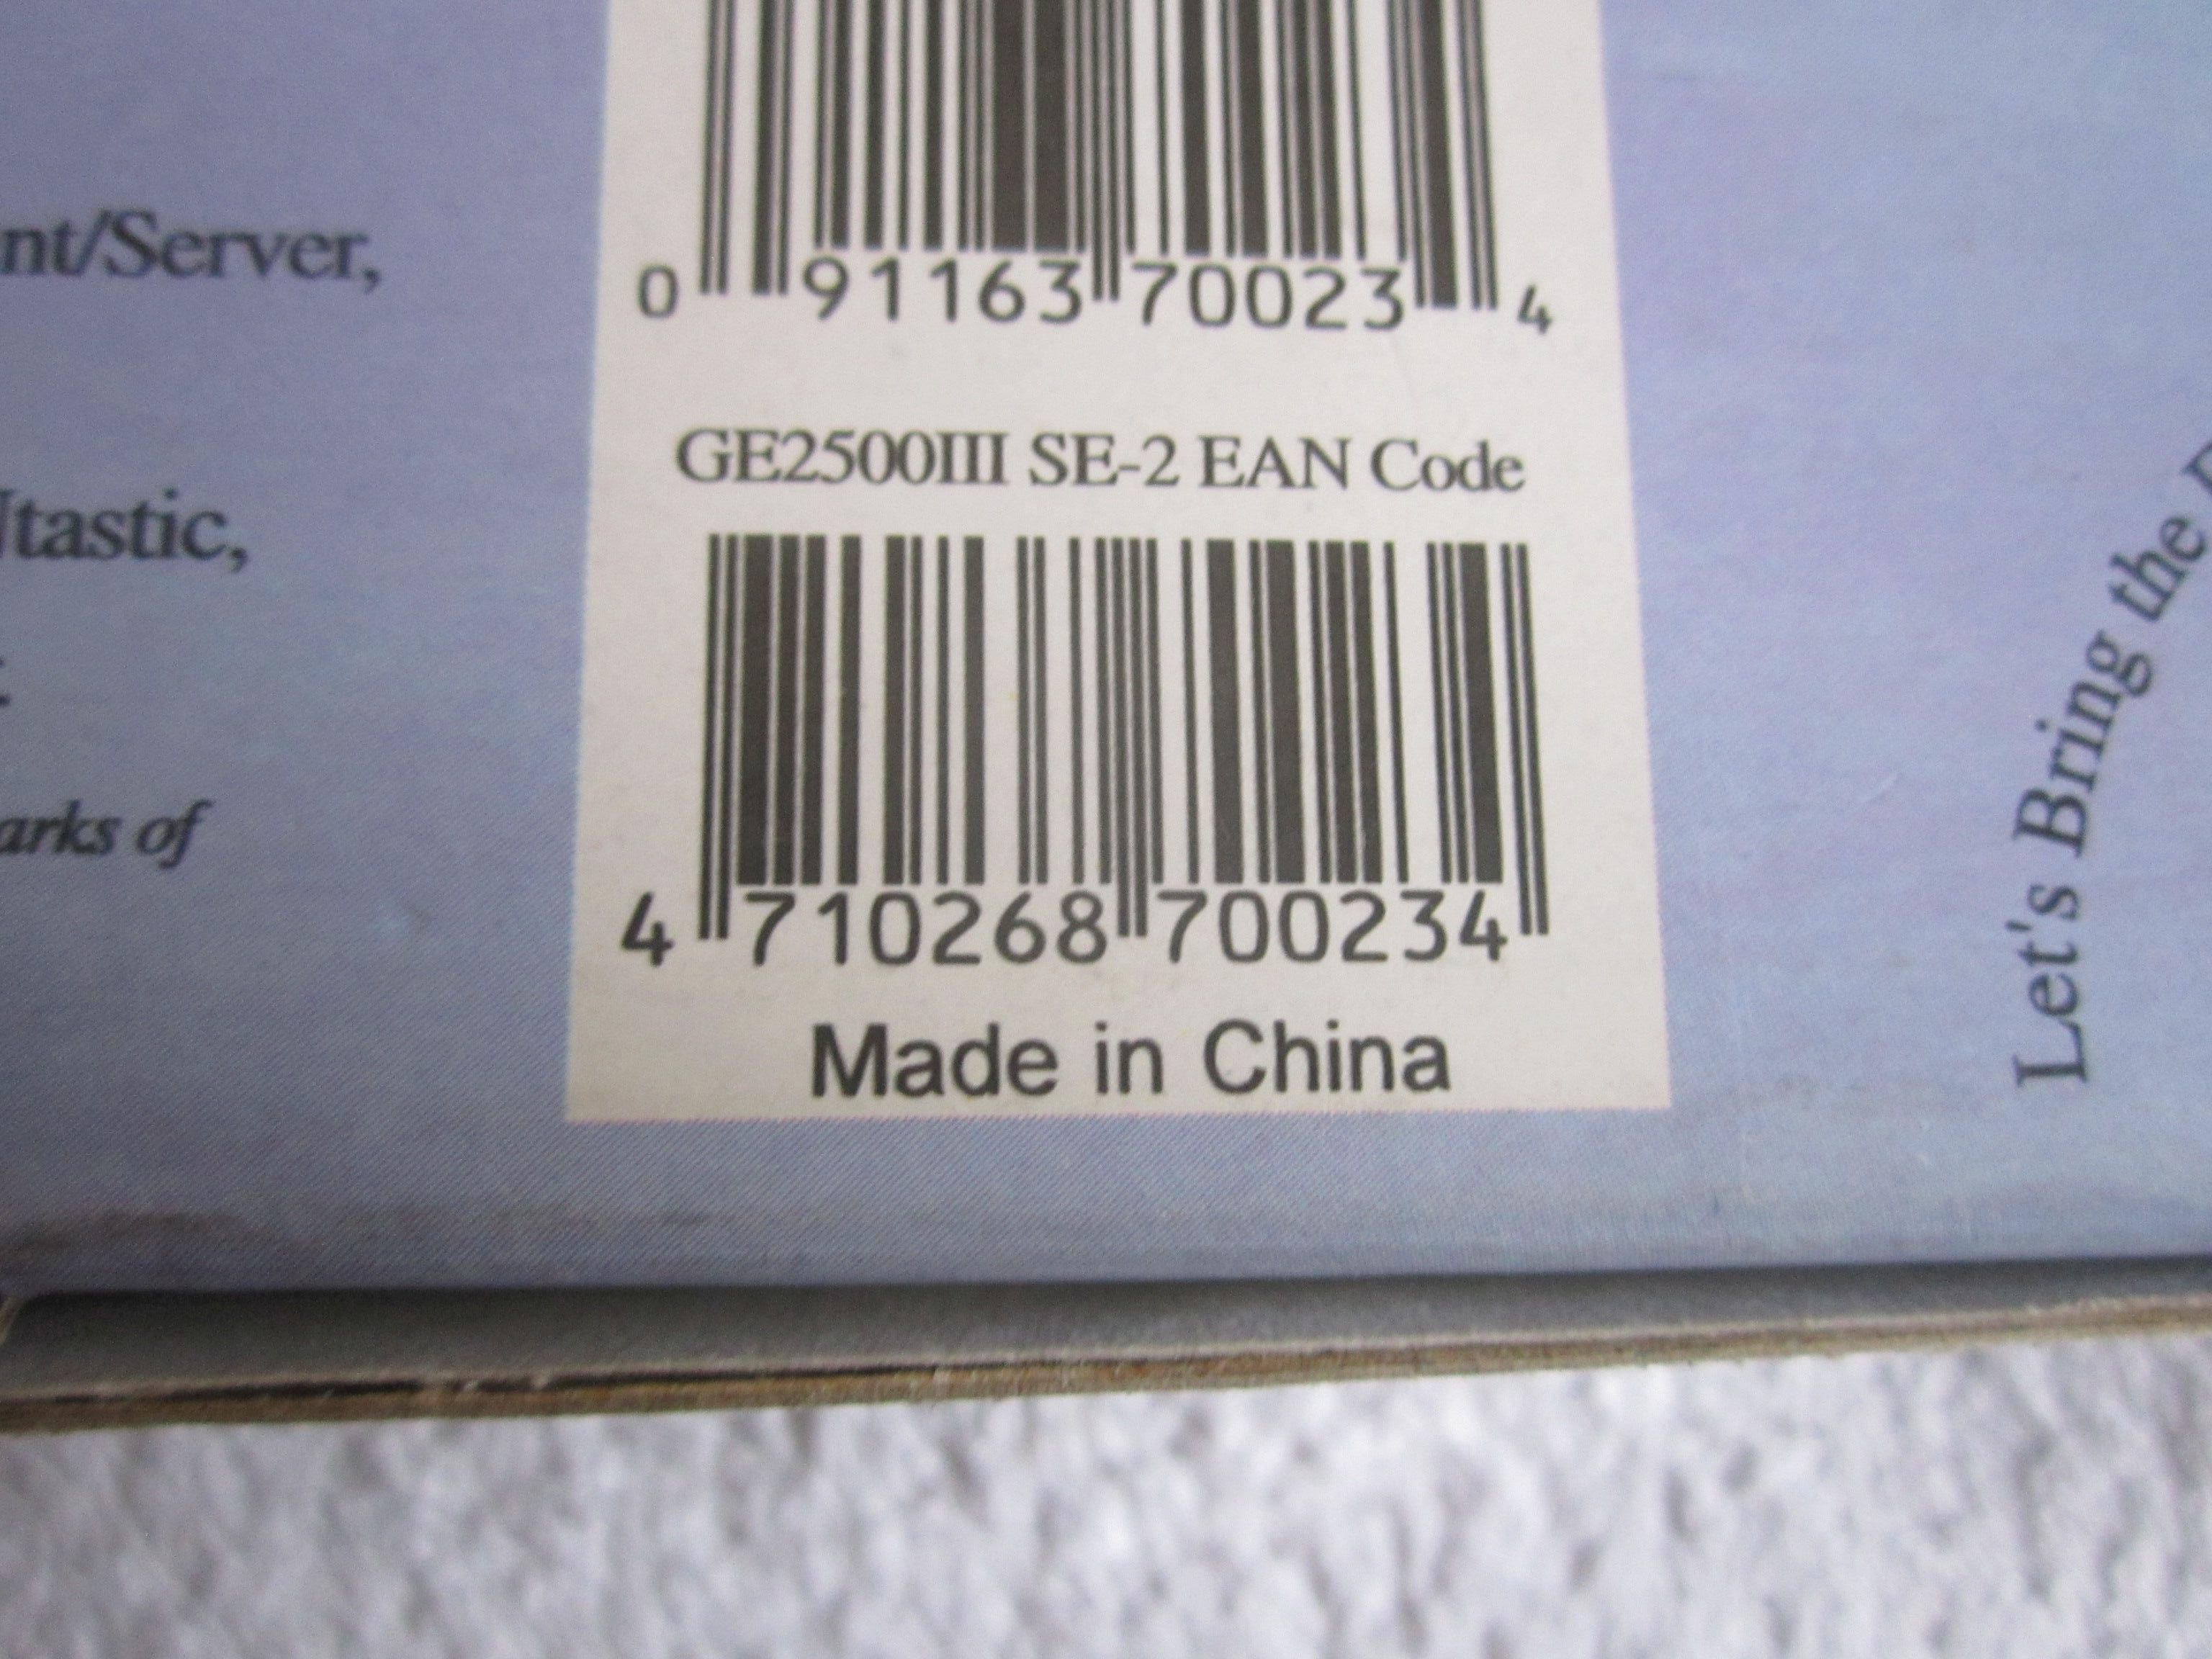 nt/Server,
0 91163 70023 4
GE2500III SE-2 EAN Code
tastic,
arks of
4 710268 700234
Made in China
Let's Bring the